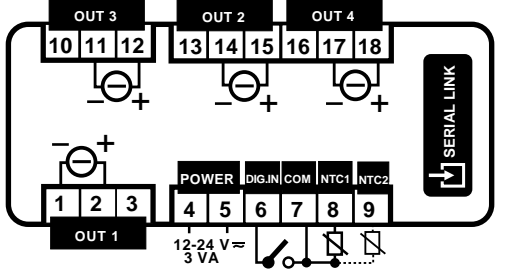 OUT 3 OUT 2 OUT 4
10 11 12 13 14 15 16 17 18
− + − + − +
SERIAL LINK
− +
POWER DIG.IN COM NTC1 NTC2
1 2 3 4 5 6 7 8 9
OUT 1
12-24 V⎓
3 VA